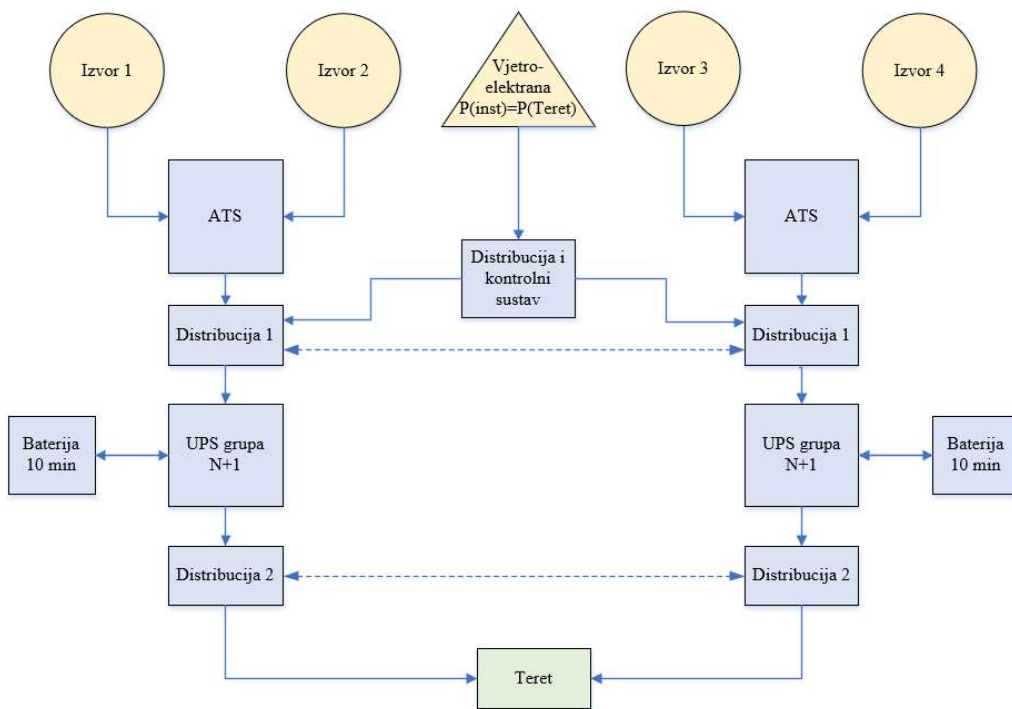 Izvor 1
Izvor 2
Vjetro-
elektrana
P(inst)=P(Teret)
Izvor 3
Izvor 4
ATS
ATS
Distribucija i
kontrolni
sustav
Distribucija 1
Distribucija 1
Baterija
10 min
UPS grupa
N+1
UPS grupa
N+1
Baterija
10 min
Distribucija 2
Distribucija 2
Teret